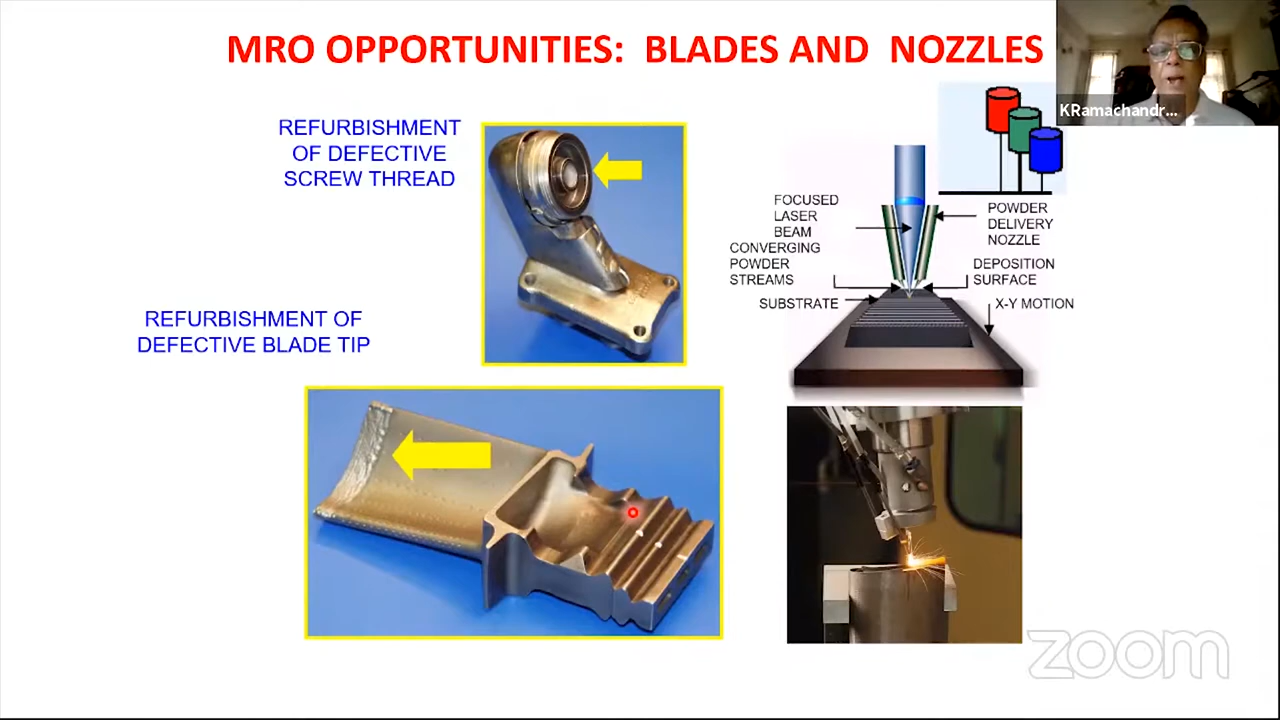 MRO OPPORTUNITIES: BLADES AND NOZZLES
KRamachandr...
REFURBISHMENT
OF DEFECTIVE
SCREW THREAD
REFURBISHMENT OF
DEFECTIVE BLADE TIP
FOCUSED
LASER
BEAM
CONVERGING
POWDER
STREAMS
SUBSTRATE
POWDER
DELIVERY
NOZZLE
DEPOSITION
SURFACE
X-Y MOTION
zoom